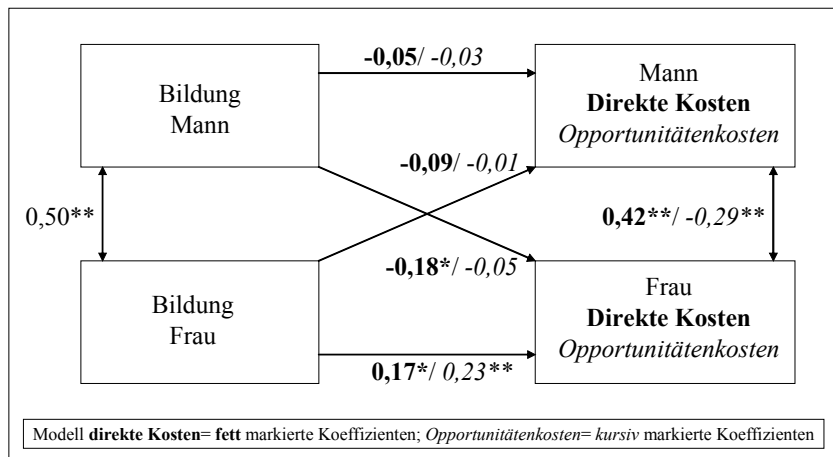 -0,05/ -0,03
Bildung
Mann
Mann
Direkte Kosten
Opportunitätenkosten
-0,09/ -0,01
0,50**
0,42**/ -0,29**
-0,18*/ -0,05
Bildung
Frau
Frau
Direkte Kosten
Opportunitätenkosten
0,17*/ 0,23**
Modell direkte Kosten= fett markierte Koeffizienten; Opportunitätenkosten= kursiv markierte Koeffizienten